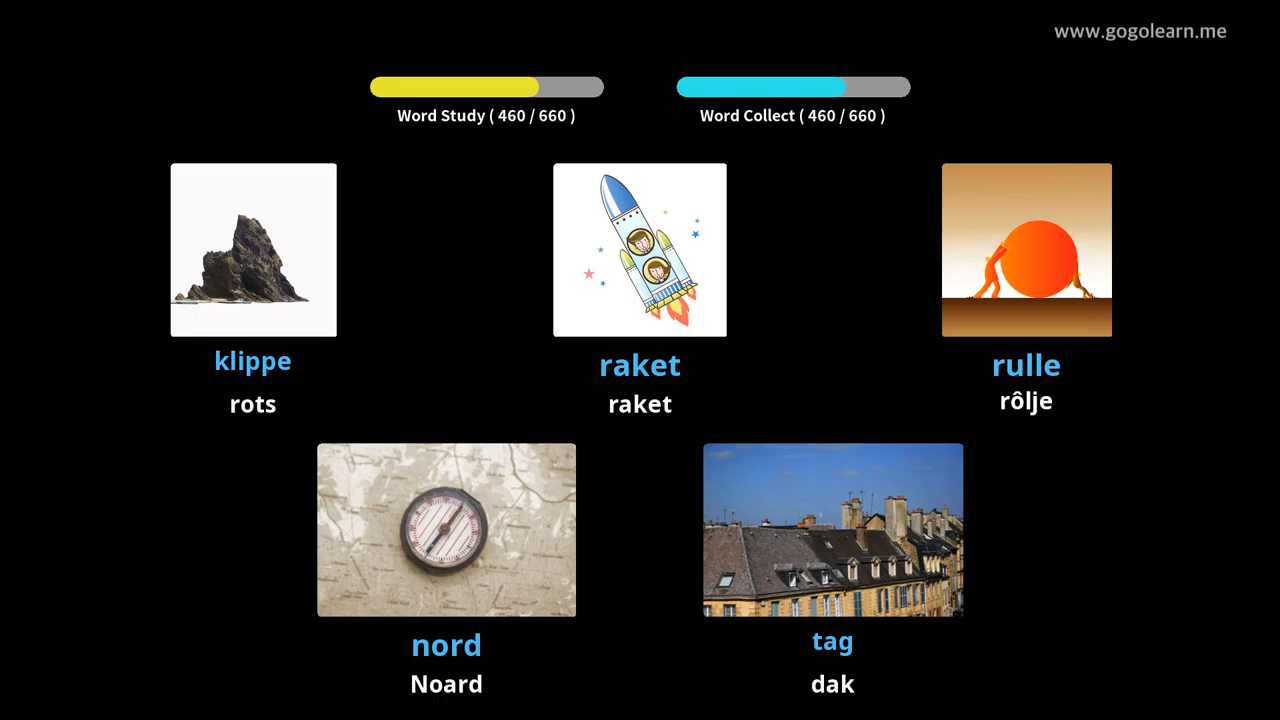 www.gogolearn.me
Word Study ( 460 / 660 )
Word Collect ( 460 / 660 )
klippe
raket
rulle
rots
raket
rôlje
nord
tag
Noard
dak